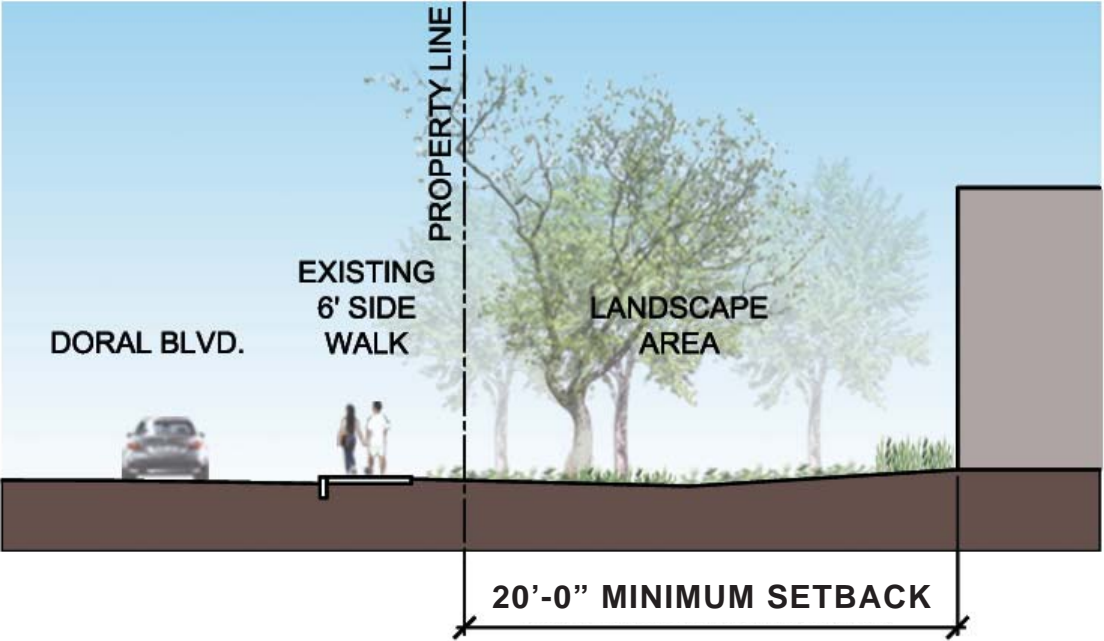 PROPERTY LINE
EXISTING
6' SIDE
WALK
DORAL BLVD.
LANDSCAPE
AREA
20’-0” MINIMUM SETBACK